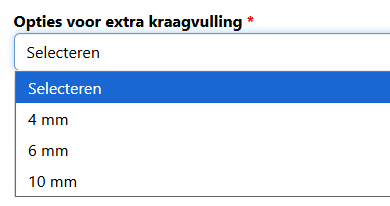 Opties voor extra kraagvulling *
Selecteren
Selecteren
4 mm
6 mm
10 mm